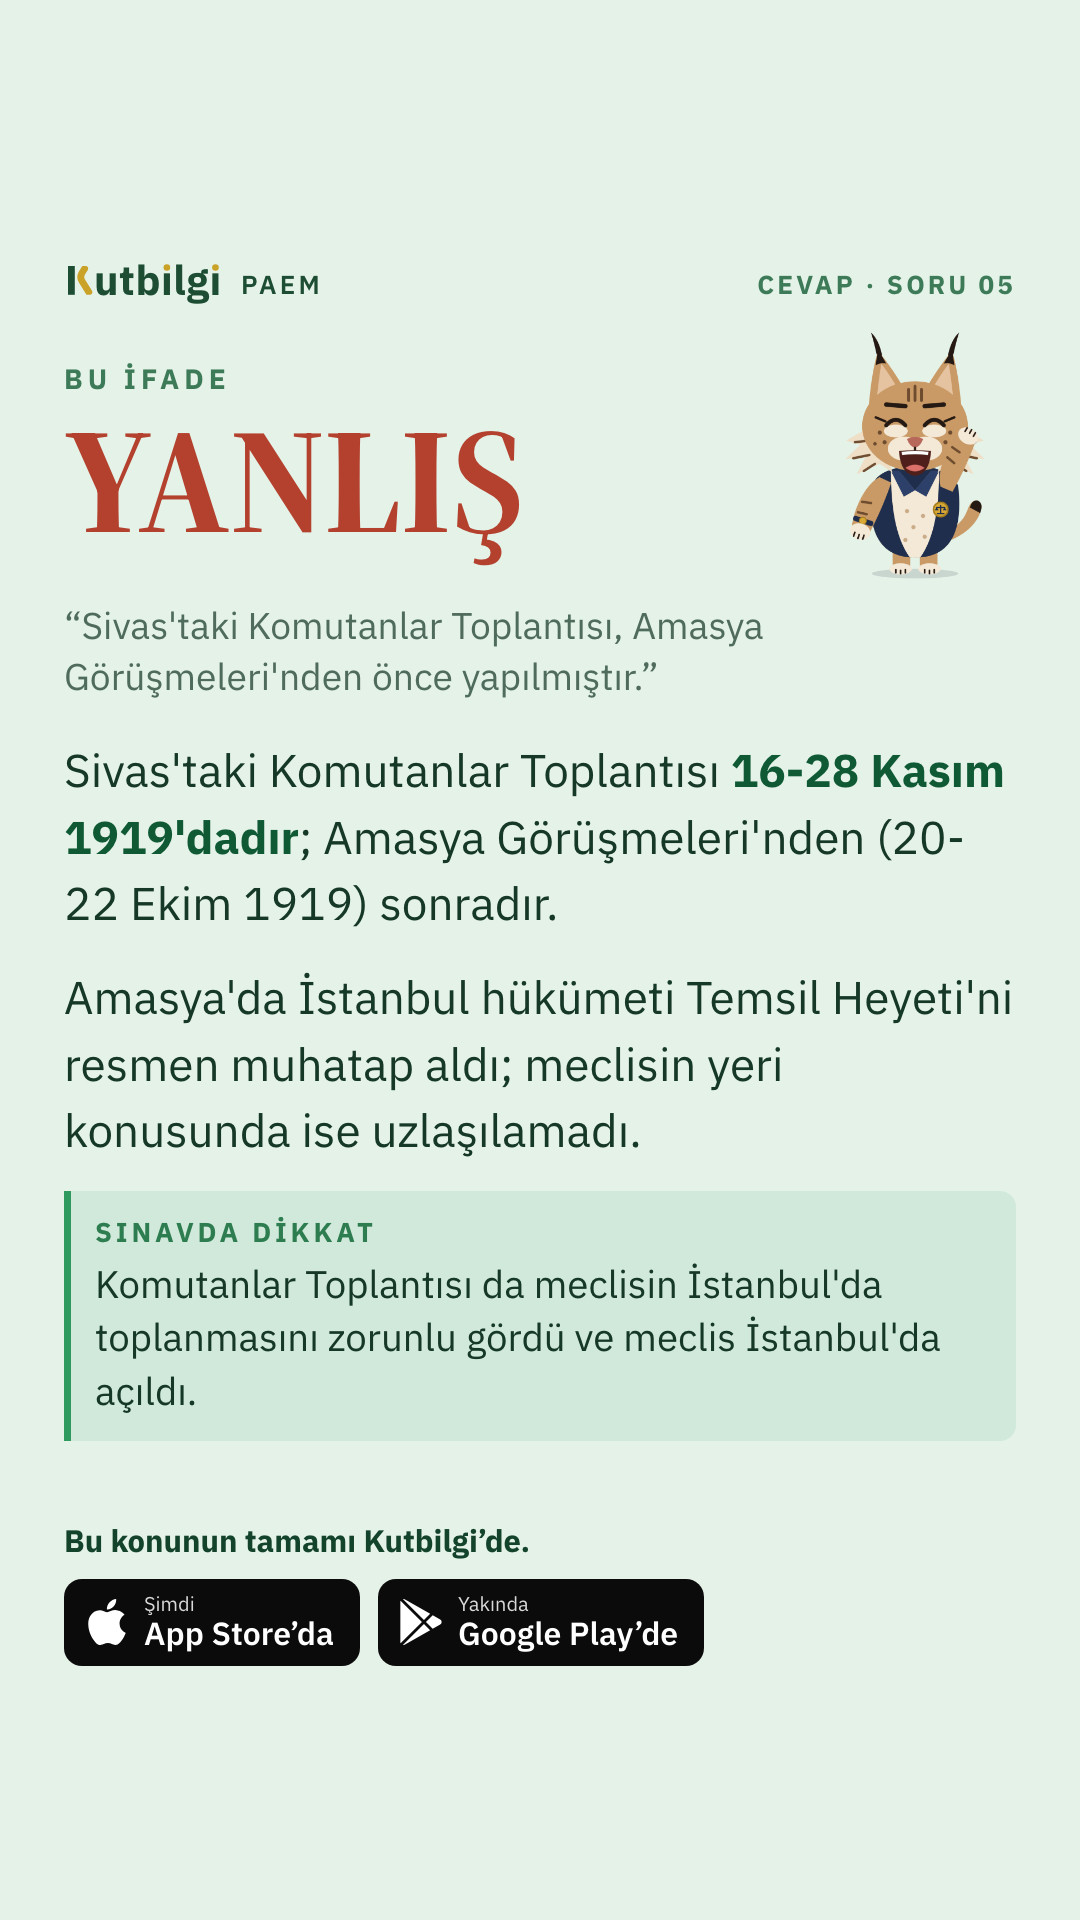 Kutbilgi PAEM
CEVAP · SORU 05
BU İFADE
YANLIŞ
“Sivas'taki Komutanlar Toplantısı, Amasya
Görüşmeleri'nden önce yapılmıştır.”
Sivas'taki Komutanlar Toplantısı 16-28 Kasım
1919'dadır; Amasya Görüşmeleri'nden (20-
22 Ekim 1919) sonradır.
Amasya'da İstanbul hükümeti Temsil Heyeti'ni
resmen muhatap aldı; meclisin yeri
konusunda ise uzlaşılamadı.
SINAVDA DİKKAT
Komutanlar Toplantısı da meclisin İstanbul'da
toplanmasını zorunlu gördü ve meclis İstanbul'da
açıldı.
Bu konunun tamamı Kutbilgi’de.
Şimdi
App Store’da
Yakında
Google Play’de